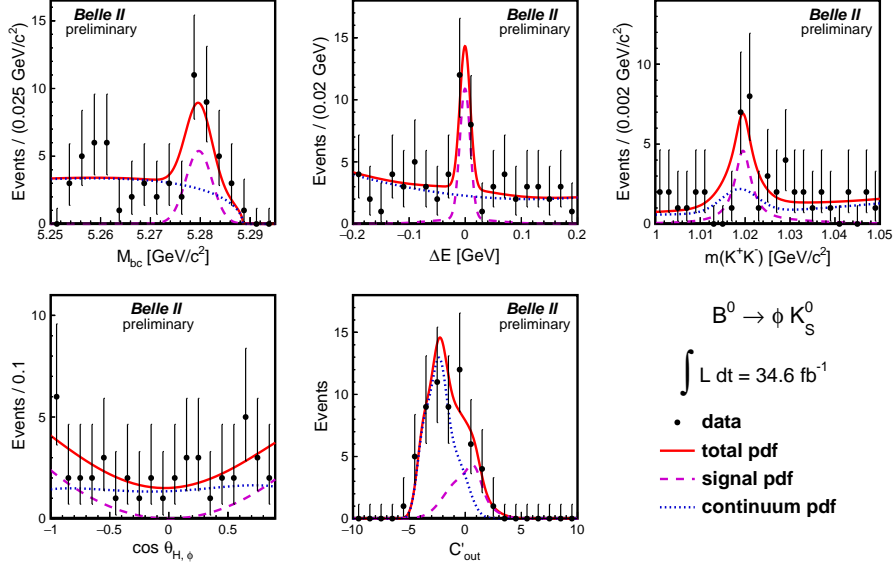 Belle II
preliminary
Events / (0.025 GeV/c²)
15
10
5
0
5.25 5.26 5.27 5.28 5.29
M_bc [GeV/c²]
Belle II
preliminary
Events / (0.02 GeV)
15
10
5
0
−0.2 −0.1 0 0.1 0.2
ΔE [GeV]
Belle II
preliminary
Events / (0.002 GeV/c²)
10
5
0
1 1.01 1.02 1.03 1.04 1.05
m(K⁺K⁻) [GeV/c²]
Belle II
preliminary
Events / 0.1
10
5
0
−1 −0.5 0 0.5
cos θ_H, ϕ
Belle II
preliminary
Events
15
10
5
0
−10 −5 0 5 10
C'_out
B⁰ → ϕ K_S⁰
∫ L dt = 34.6 fb⁻¹
data
total pdf
signal pdf
continuum pdf